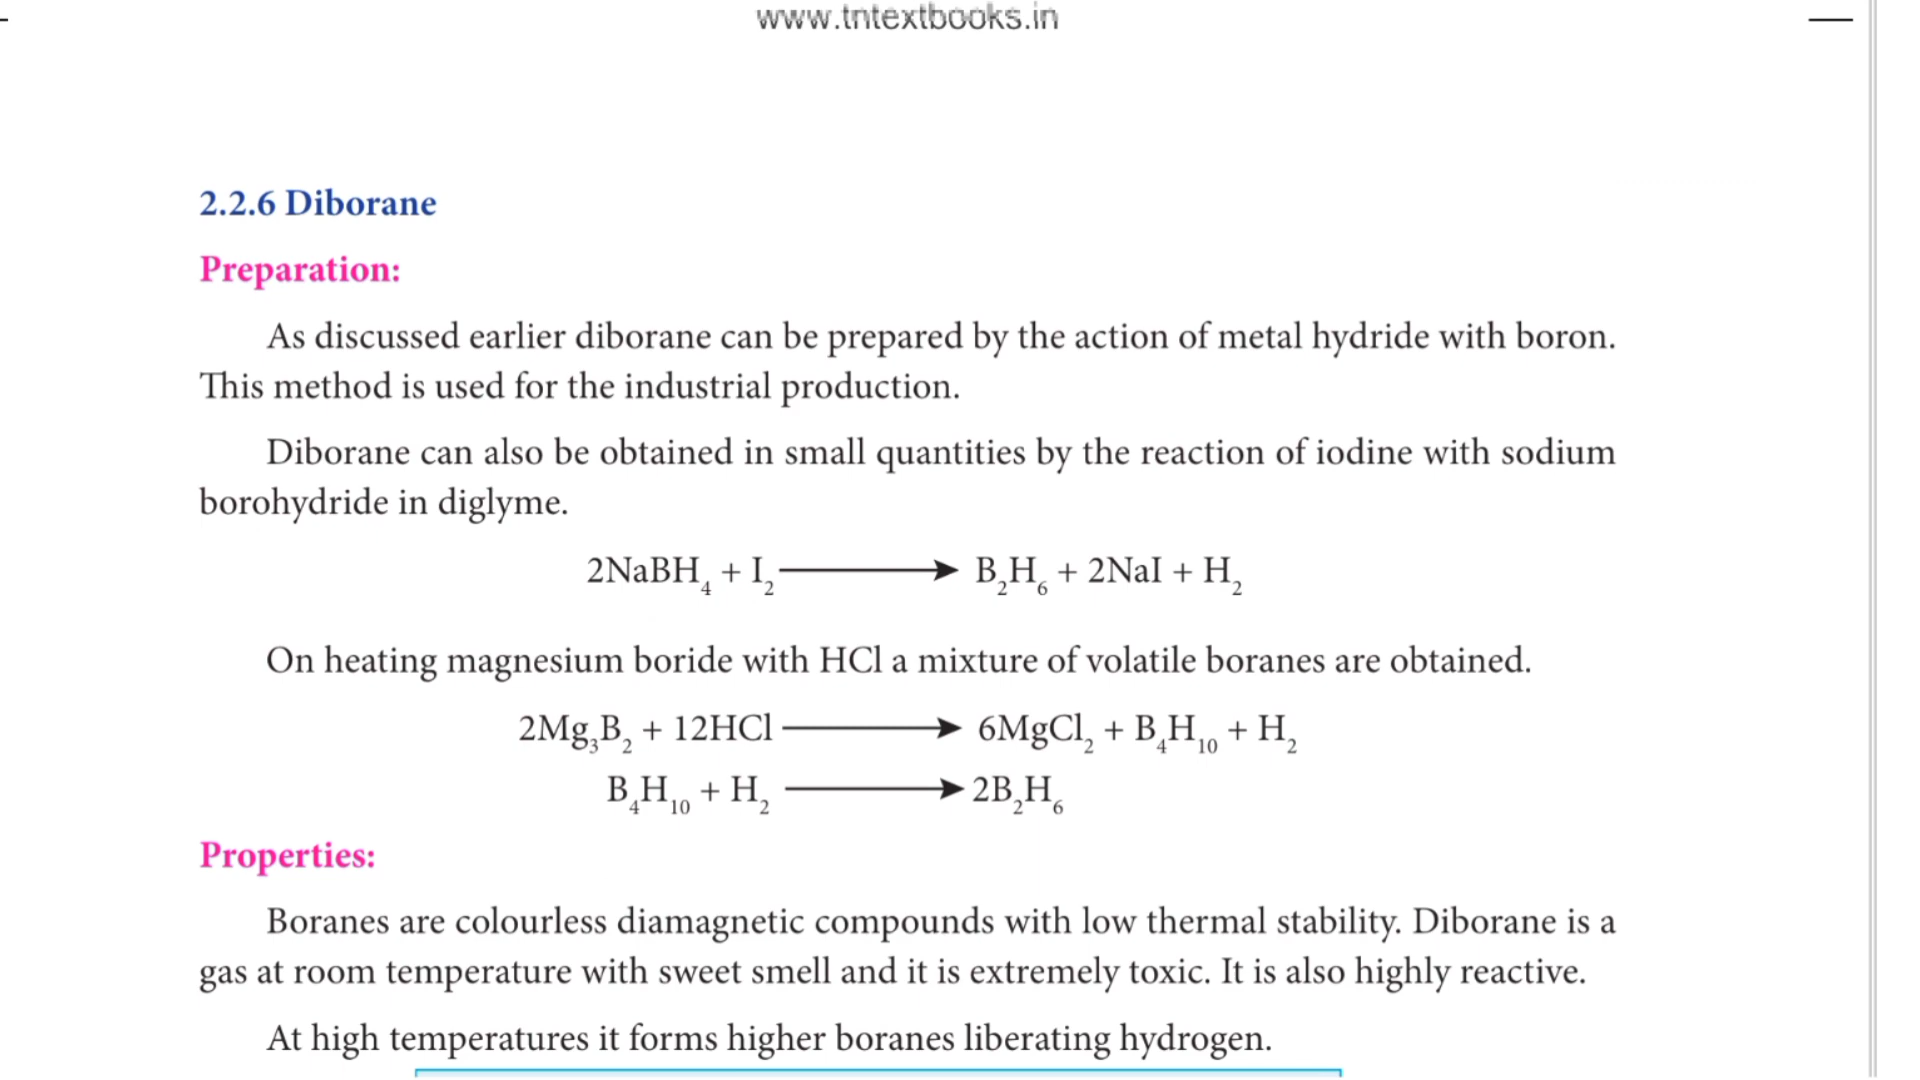 www.tntextbooks.in
2.2.6 Diborane
Preparation:
As discussed earlier diborane can be prepared by the action of metal hydride with boron.
This method is used for the industrial production.
Diborane can also be obtained in small quantities by the reaction of iodine with sodium
borohydride in diglyme.
2NaBH₄ + I₂ ⟶ B₂H₆ + 2NaI + H₂
On heating magnesium boride with HCl a mixture of volatile boranes are obtained.
2Mg₃B₂ + 12HCl ⟶ 6MgCl₂ + B₄H₁₀ + H₂
B₄H₁₀ + H₂ ⟶ 2B₂H₆
Properties:
Boranes are colourless diamagnetic compounds with low thermal stability. Diborane is a
gas at room temperature with sweet smell and it is extremely toxic. It is also highly reactive.
At high temperatures it forms higher boranes liberating hydrogen.